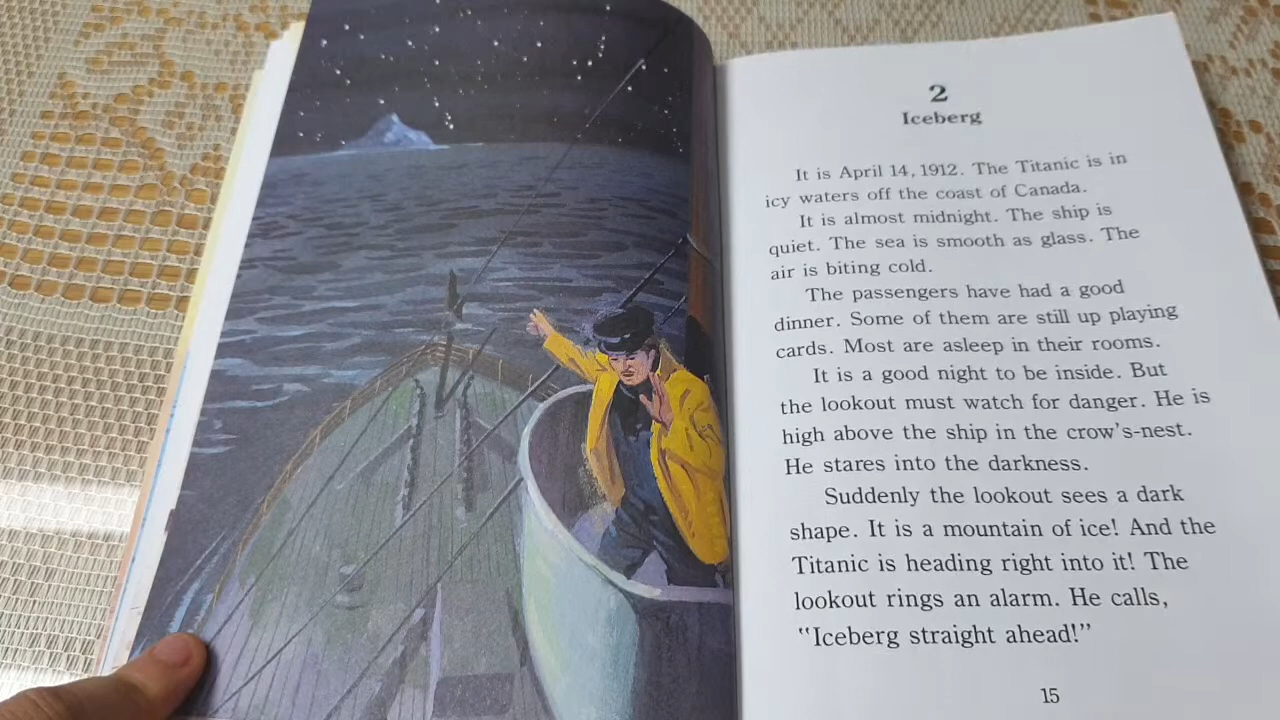 2
Iceberg
It is April 14, 1912. The Titanic is in
icy waters off the coast of Canada.
It is almost midnight. The ship is
quiet. The sea is smooth as glass. The
air is biting cold.
The passengers have had a good
dinner. Some of them are still up playing
cards. Most are asleep in their rooms.
It is a good night to be inside. But
the lookout must watch for danger. He is
high above the ship in the crow's-nest.
He stares into the darkness.
Suddenly the lookout sees a dark
shape. It is a mountain of ice! And the
Titanic is heading right into it! The
lookout rings an alarm. He calls,
"Iceberg straight ahead!"
15